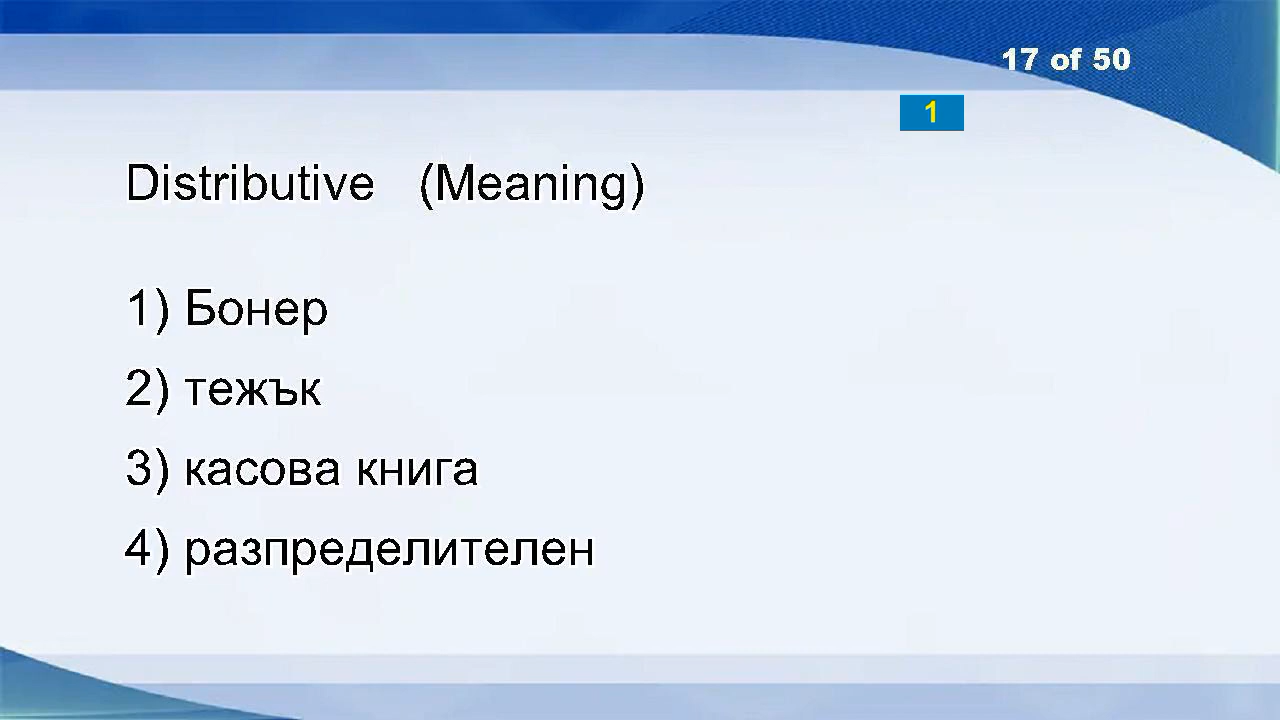 17 of 50
1
Distributive (Meaning)
1) Бонер
2) тежък
3) касова книга
4) разпределителен